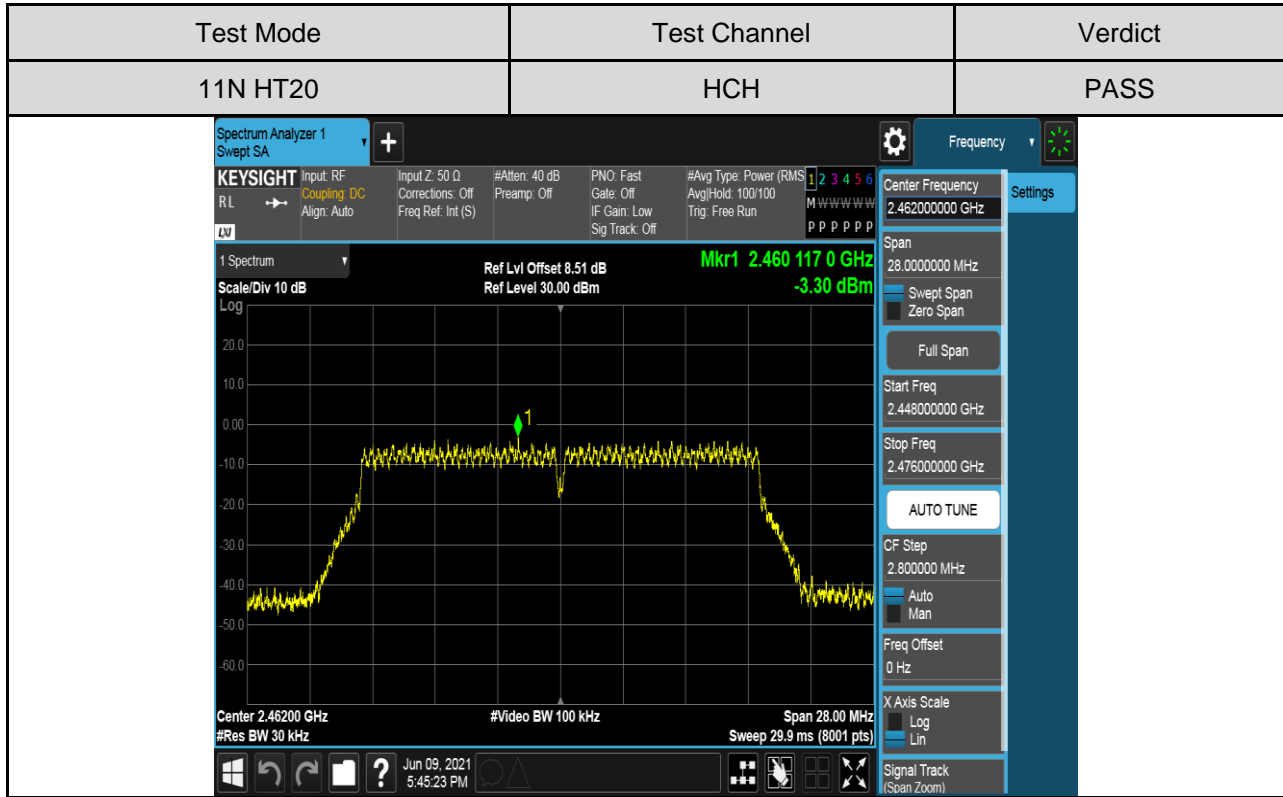 Test Mode
Test Channel
Verdict
11N HT20
HCH
PASS
Spectrum Analyzer 1
Swept SA
+
Frequency
KEYSIGHT
RL
LXI
Input: RF
Coupling: DC
Align: Auto
Input Z: 50 Ω
Corrections: Off
Freq Ref: Int (S)
#Atten: 40 dB
Preamp: Off
PNO: Fast
Gate: Off
IF Gain: Low
Sig Track: Off
#Avg Type: Power (RMS
Avg|Hold: 100/100
Trig: Free Run
1 2 3 4 5 6
M W W W W W
P P P P P P
1 Spectrum
Scale/Div 10 dB
Ref Lvl Offset 8.51 dB
Ref Level 30.00 dBm
Mkr1 2.460 117 0 GHz
-3.30 dBm
Log
20.0
10.0
0.00
-10.0
-20.0
-30.0
-40.0
-50.0
-60.0
1
Center 2.46200 GHz
#Res BW 30 kHz
#Video BW 100 kHz
Span 28.00 MHz
Sweep 29.9 ms (8001 pts)
Center Frequency
2.462000000 GHz
Settings
Span
28.0000000 MHz
Swept Span
Zero Span
Full Span
Start Freq
2.448000000 GHz
Stop Freq
2.476000000 GHz
AUTO TUNE
CF Step
2.800000 MHz
Auto
Man
Freq Offset
0 Hz
X Axis Scale
Log
Lin
Signal Track
(Span Zoom)
?
Jun 09, 2021
5:45:23 PM